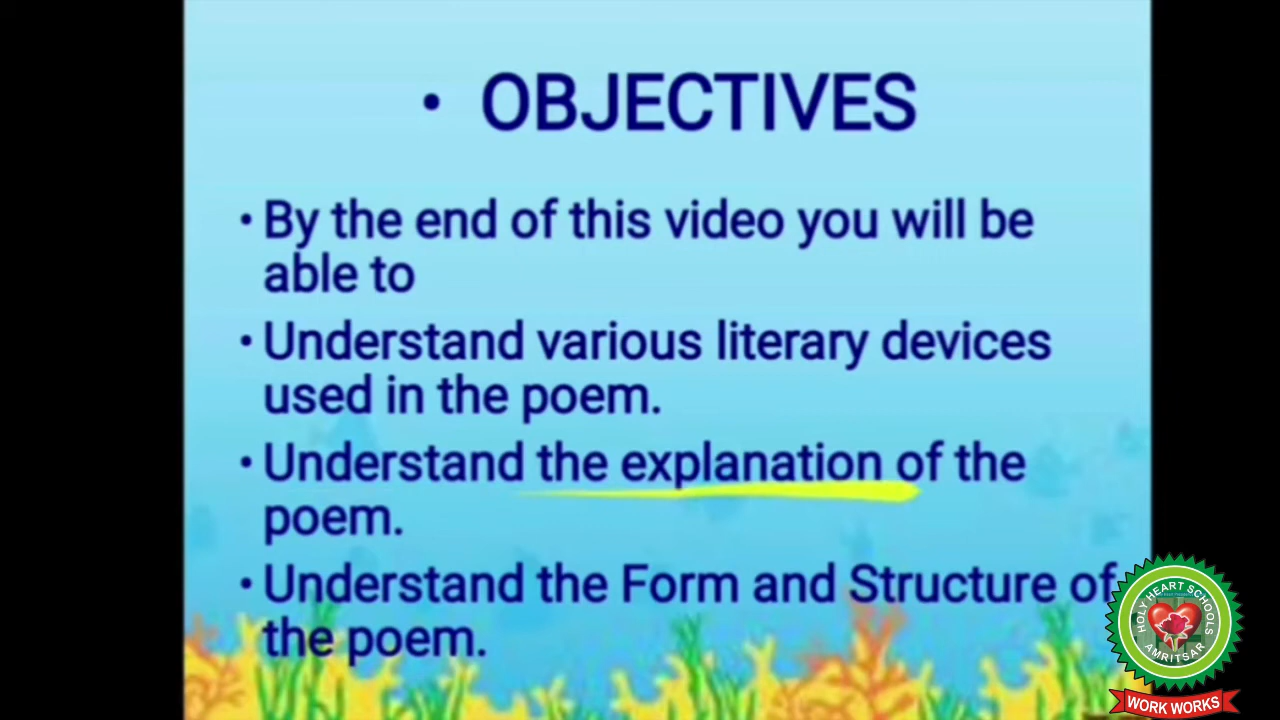 • OBJECTIVES
• By the end of this video you will be
able to
• Understand various literary devices
used in the poem.
• Understand the explanation of the
poem.
• Understand the Form and Structure of
the poem.
HOLY HEART SCHOOLS
AMRITSAR
WORK WORKS